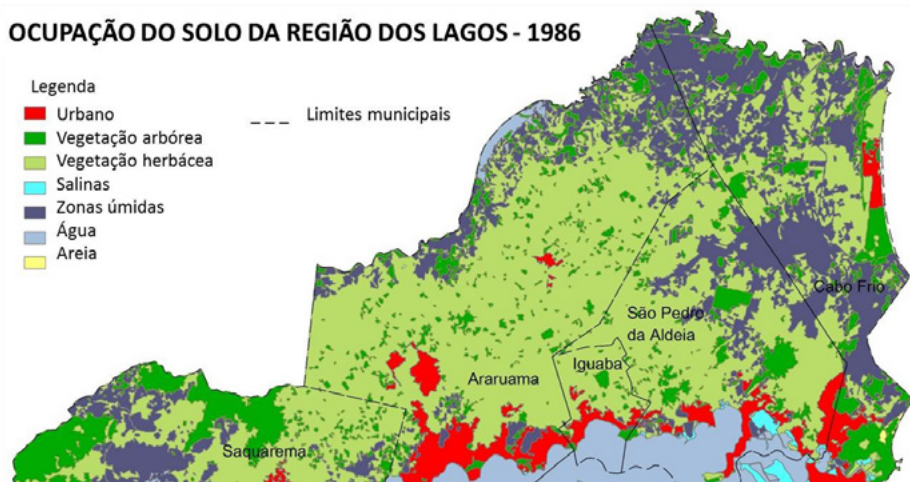 OCUPAÇÃO DO SOLO DA REGIÃO DOS LAGOS - 1986
Legenda
Urbano
Limites municipais
Vegetação arbórea
Vegetação herbácea
Salinas
Zonas úmidas
Água
Areia
Cabo Frio
São Pedro
da Aldeia
Iguaba
Araruama
Saquarema